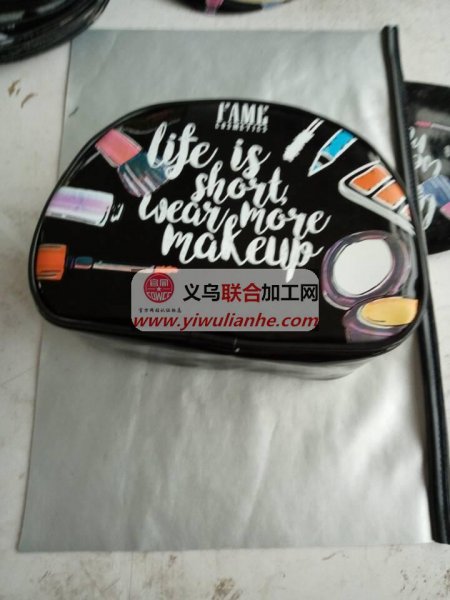 FAME
COSMETICS
life is
short,
wear more
makeup
义乌联合加工网
www.yiwulianhe.com